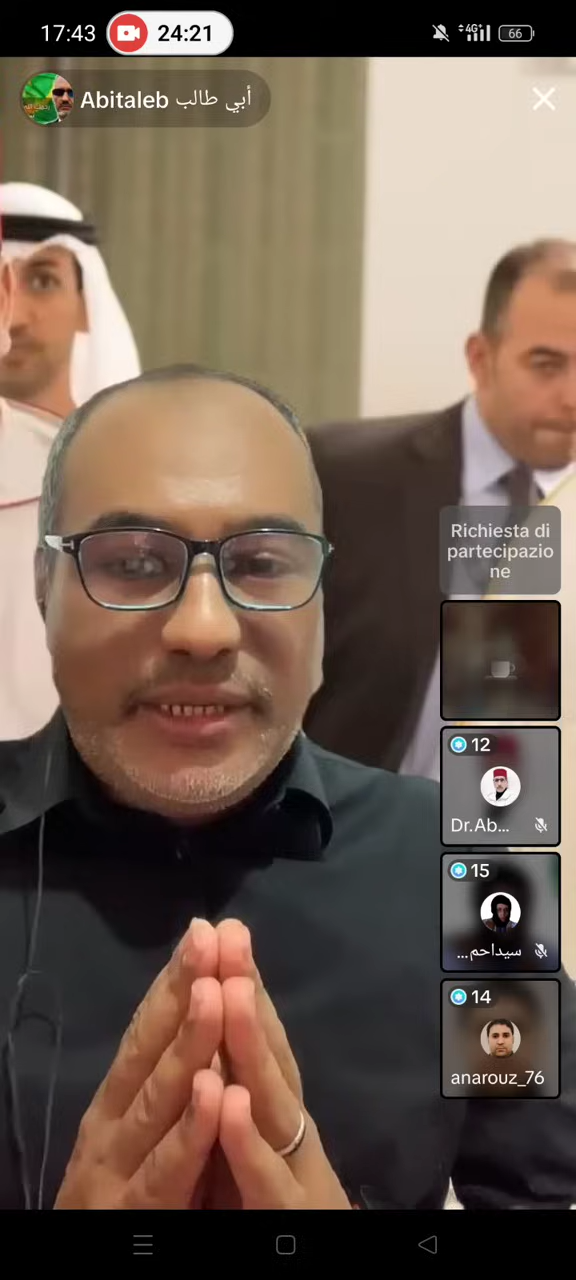 17:43
24:21
4G+
66
Abitaleb أبي طالب
Richiesta di
partecipazio
ne
12
Dr.Ab...
15
سيداحم...
14
anarouz_76